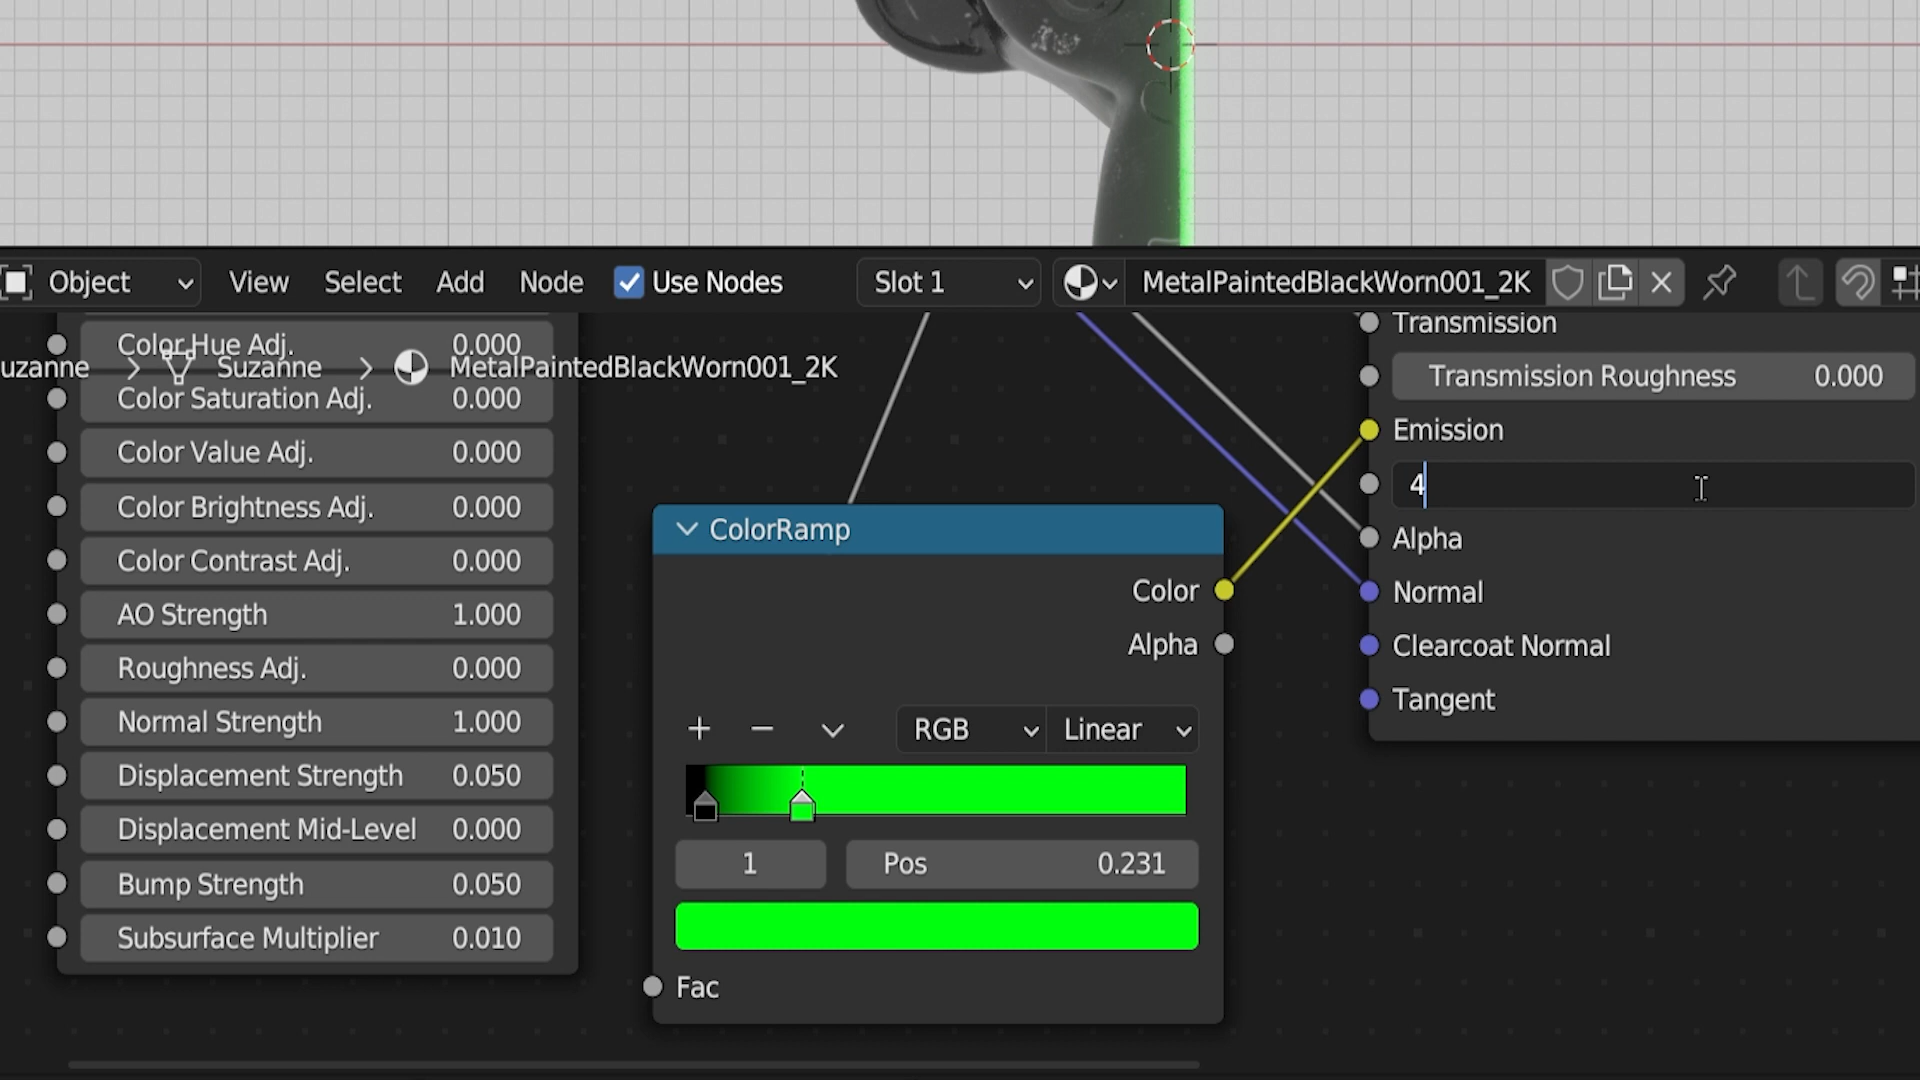 Object View Select Add Node Use Nodes Slot 1 MetalPaintedBlackWorn001_2K
uzanne > Suzanne > MetalPaintedBlackWorn001_2K
Color Hue Adj. 0.000
Color Saturation Adj. 0.000
Color Value Adj. 0.000
Color Brightness Adj. 0.000
Color Contrast Adj. 0.000
AO Strength 1.000
Roughness Adj. 0.000
Normal Strength 1.000
Displacement Strength 0.050
Displacement Mid-Level 0.000
Bump Strength 0.050
Subsurface Multiplier 0.010
ColorRamp
Color
Alpha
RGB Linear
1 Pos 0.231
Fac
Transmission
Transmission Roughness 0.000
Emission
4
Alpha
Normal
Clearcoat Normal
Tangent